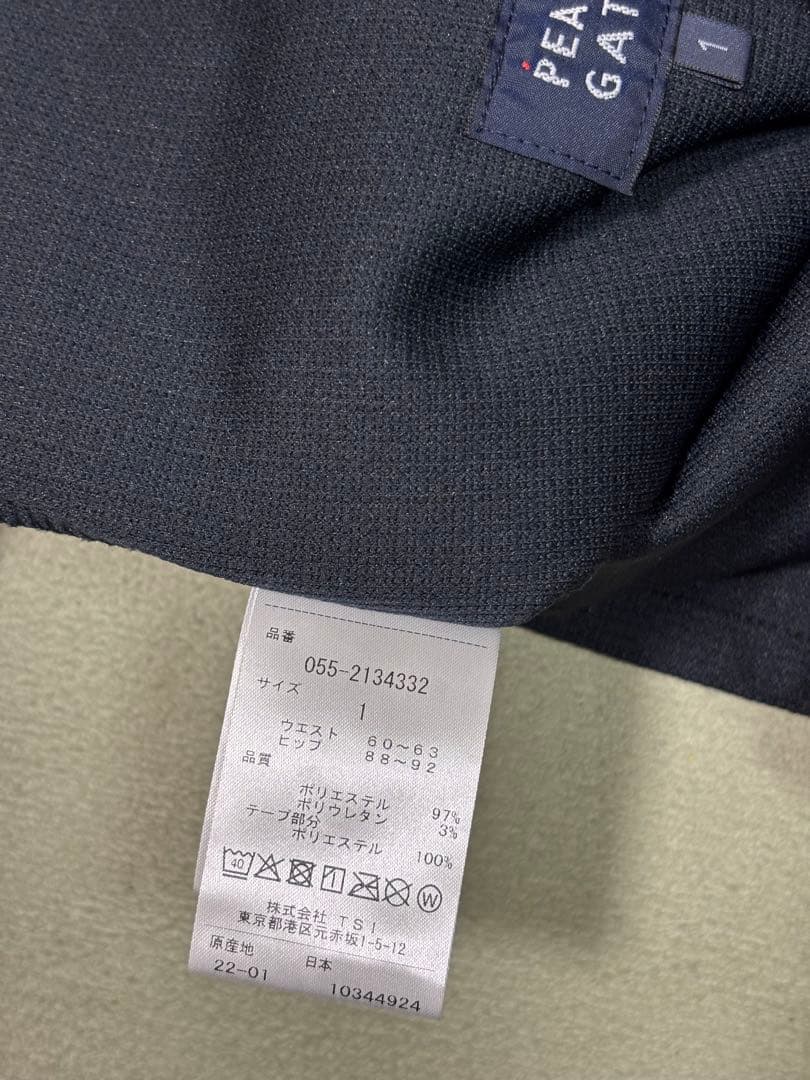 PEA
GAT
1
品番
055-2134332
サイズ
1
ウエスト 60~63
ヒップ 88~92
品質
ポリエステル 97%
ポリウレタン 3%
テープ部分
ポリエステル 100%
40
W
株式会社 TSI
東京都港区元赤坂1-5-12
原産地 日本
22-01 10344924